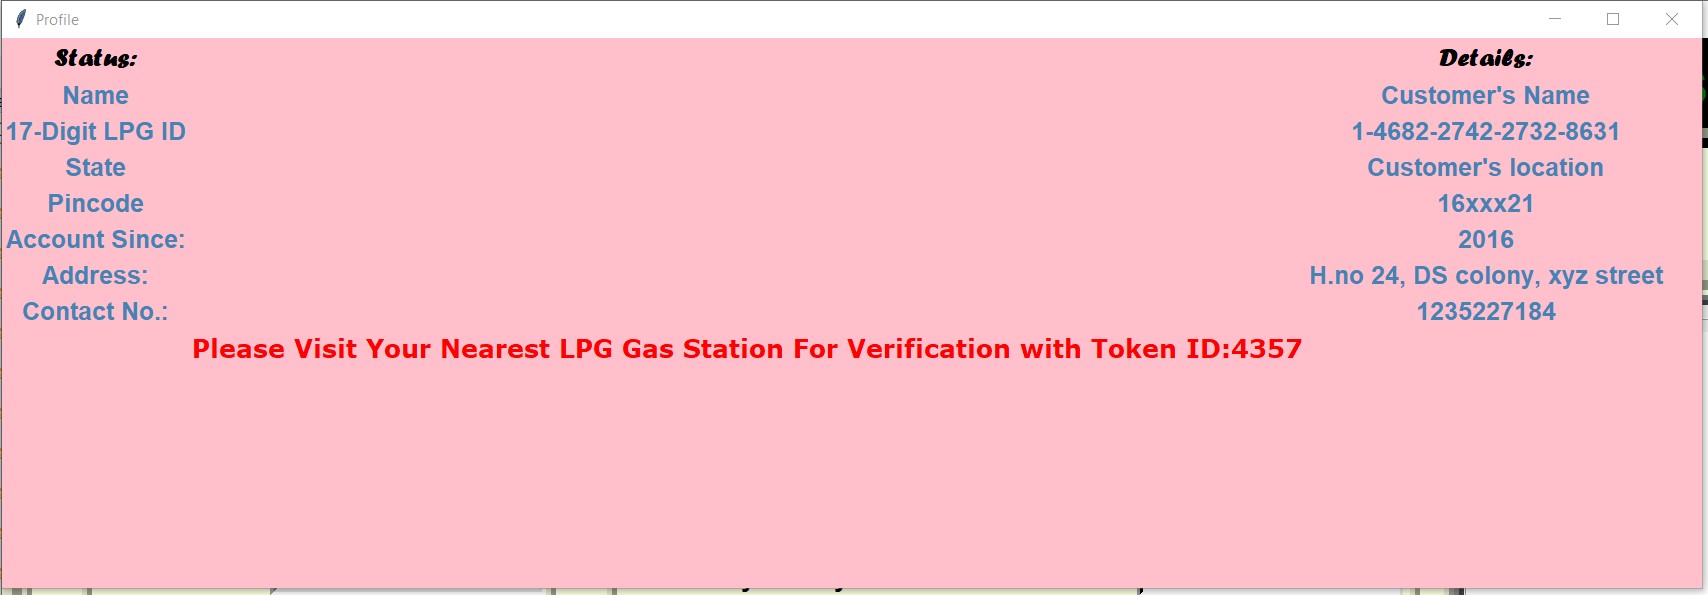 Profile
Status: Details:
Name Customer's Name
17-Digit LPG ID 1-4682-2742-2732-8631
State Customer's location
Pincode 16xxx21
Account Since: 2016
Address: H.no 24, DS colony, xyz street
Contact No.: 1235227184
Please Visit Your Nearest LPG Gas Station For Verification with Token ID:4357